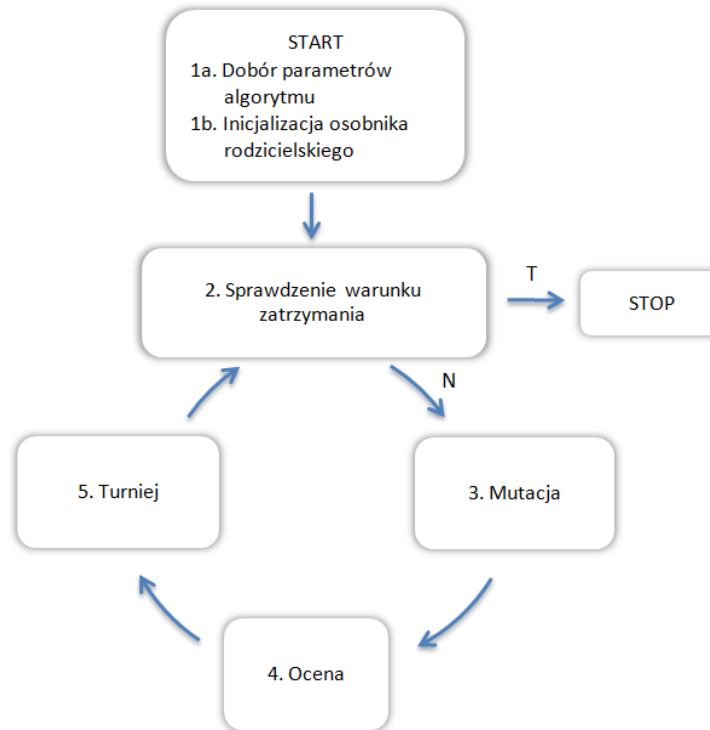 START
1a. Dobór parametrów
algorytmu
1b. Inicjalizacja osobnika
rodzicielskiego
2. Sprawdzenie warunku
zatrzymania
T
STOP
N
3. Mutacja
4. Ocena
5. Turniej